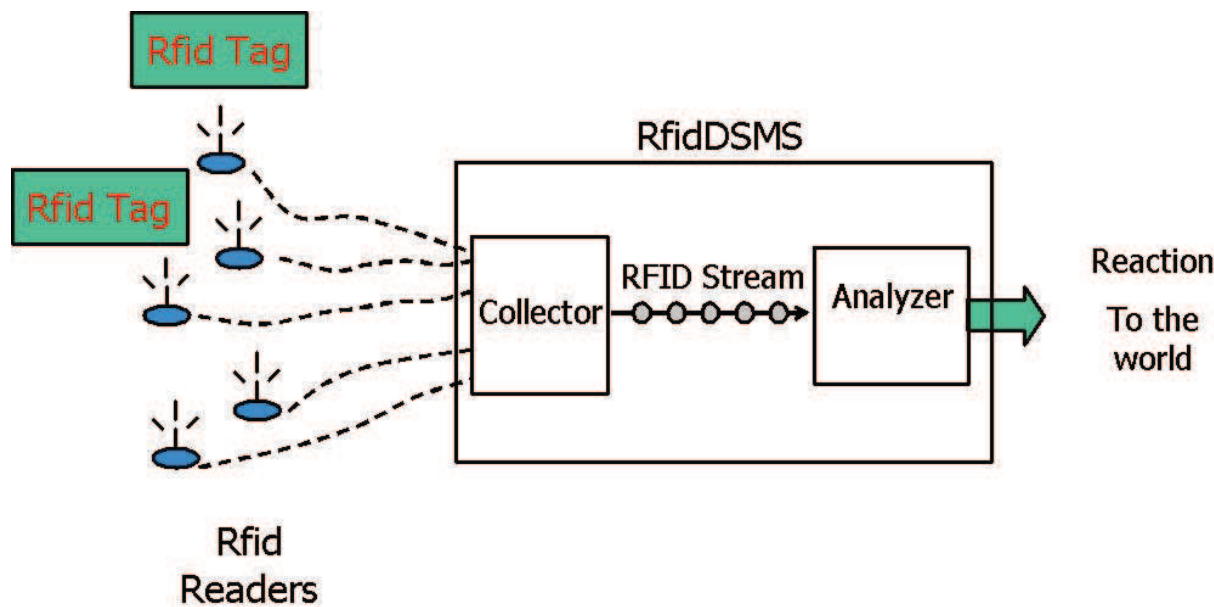 Rfid Tag
Rfid Tag
Rfid
Readers
RfidDSMS
Collector
RFID Stream
Analyzer
Reaction
To the
world